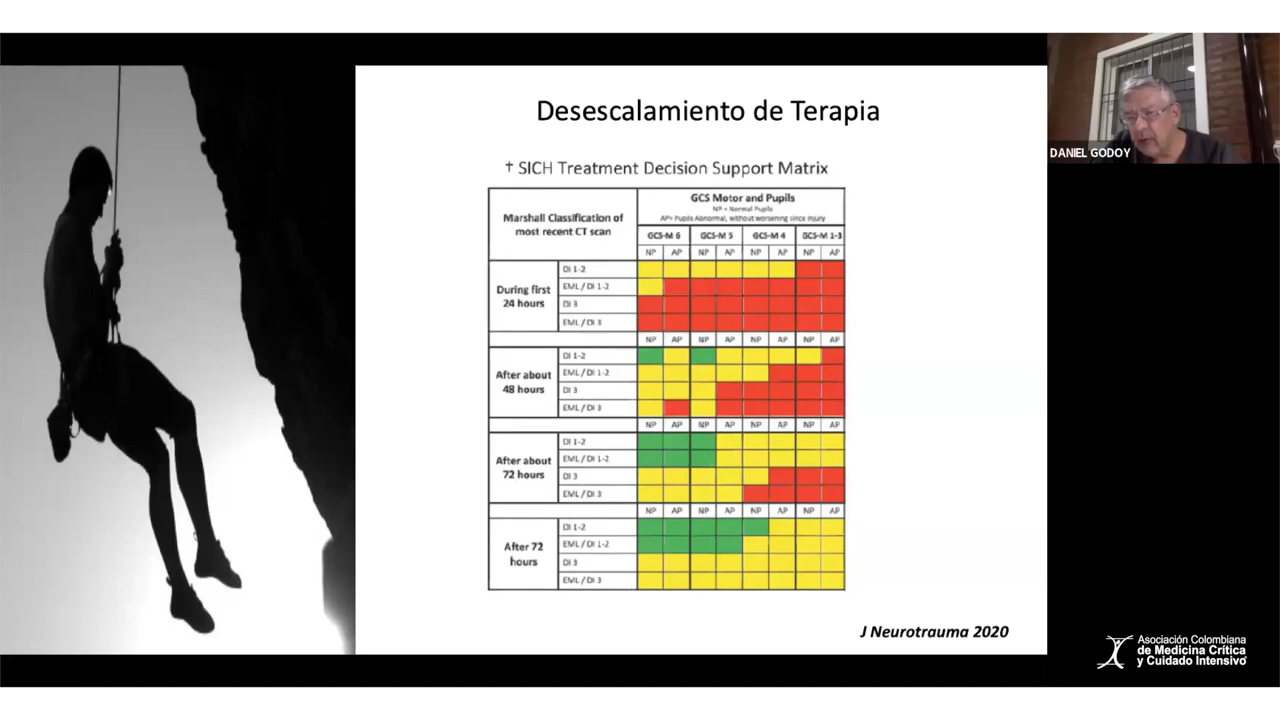 Desescalamiento de Terapia
† SICH Treatment Decision Support Matrix
Marshall Classification of
most recent CT scan
GCS Motor and Pupils
NP = Normal Pupils
AP= Pupils Abnormal, without worsening since injury
GCS-M 6 GCS-M 5 GCS-M 4 GCS-M 1-3
NP AP NP AP NP AP NP AP
During first
24 hours
DI 1-2
EML / DI 1-2
DI 3
EML / DI 3
NP AP NP AP NP AP NP AP
After about
48 hours
DI 1-2
EML / DI 1-2
DI 3
EML / DI 3
NP AP NP AP NP AP NP AP
After about
72 hours
DI 1-2
EML / DI 1-2
DI 3
EML / DI 3
NP AP NP AP NP AP NP AP
After 72
hours
DI 1-2
EML / DI 1-2
DI 3
EML / DI 3
J Neurotrauma 2020
DANIEL GODOY
Asociación Colombiana
de Medicina Crítica
y Cuidado Intensivo